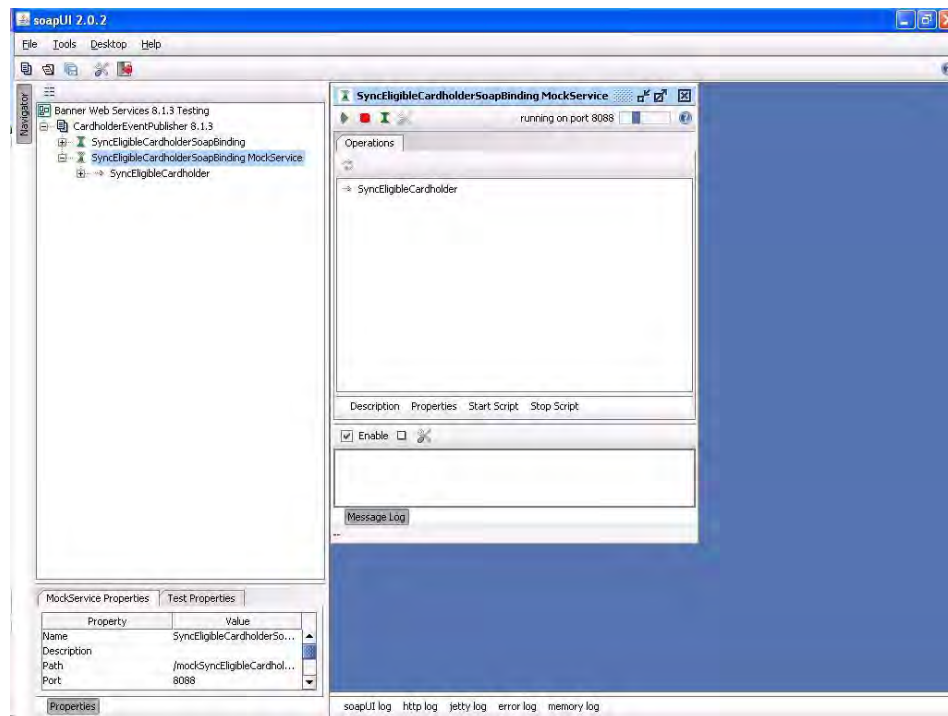 soapUI 2.0.2
File Tools Desktop Help
Navigator
Banner Web Services 8.1.3 Testing
CardholderEventPublisher 8.1.3
SyncEligibleCardholderSoapBinding
SyncEligibleCardholderSoapBinding MockService
SyncEligibleCardholder
SyncEligibleCardholderSoapBinding MockService
running on port 8088
Operations
SyncEligibleCardholder
Description Properties Start Script Stop Script
Enable
Message Log
--
MockService Properties Test Properties
Property Value
Name SyncEligibleCardholderSo...
Description
Path /mockSyncEligibleCardhol...
Port 8088
Properties
soapUI log http log jetty log error log memory log